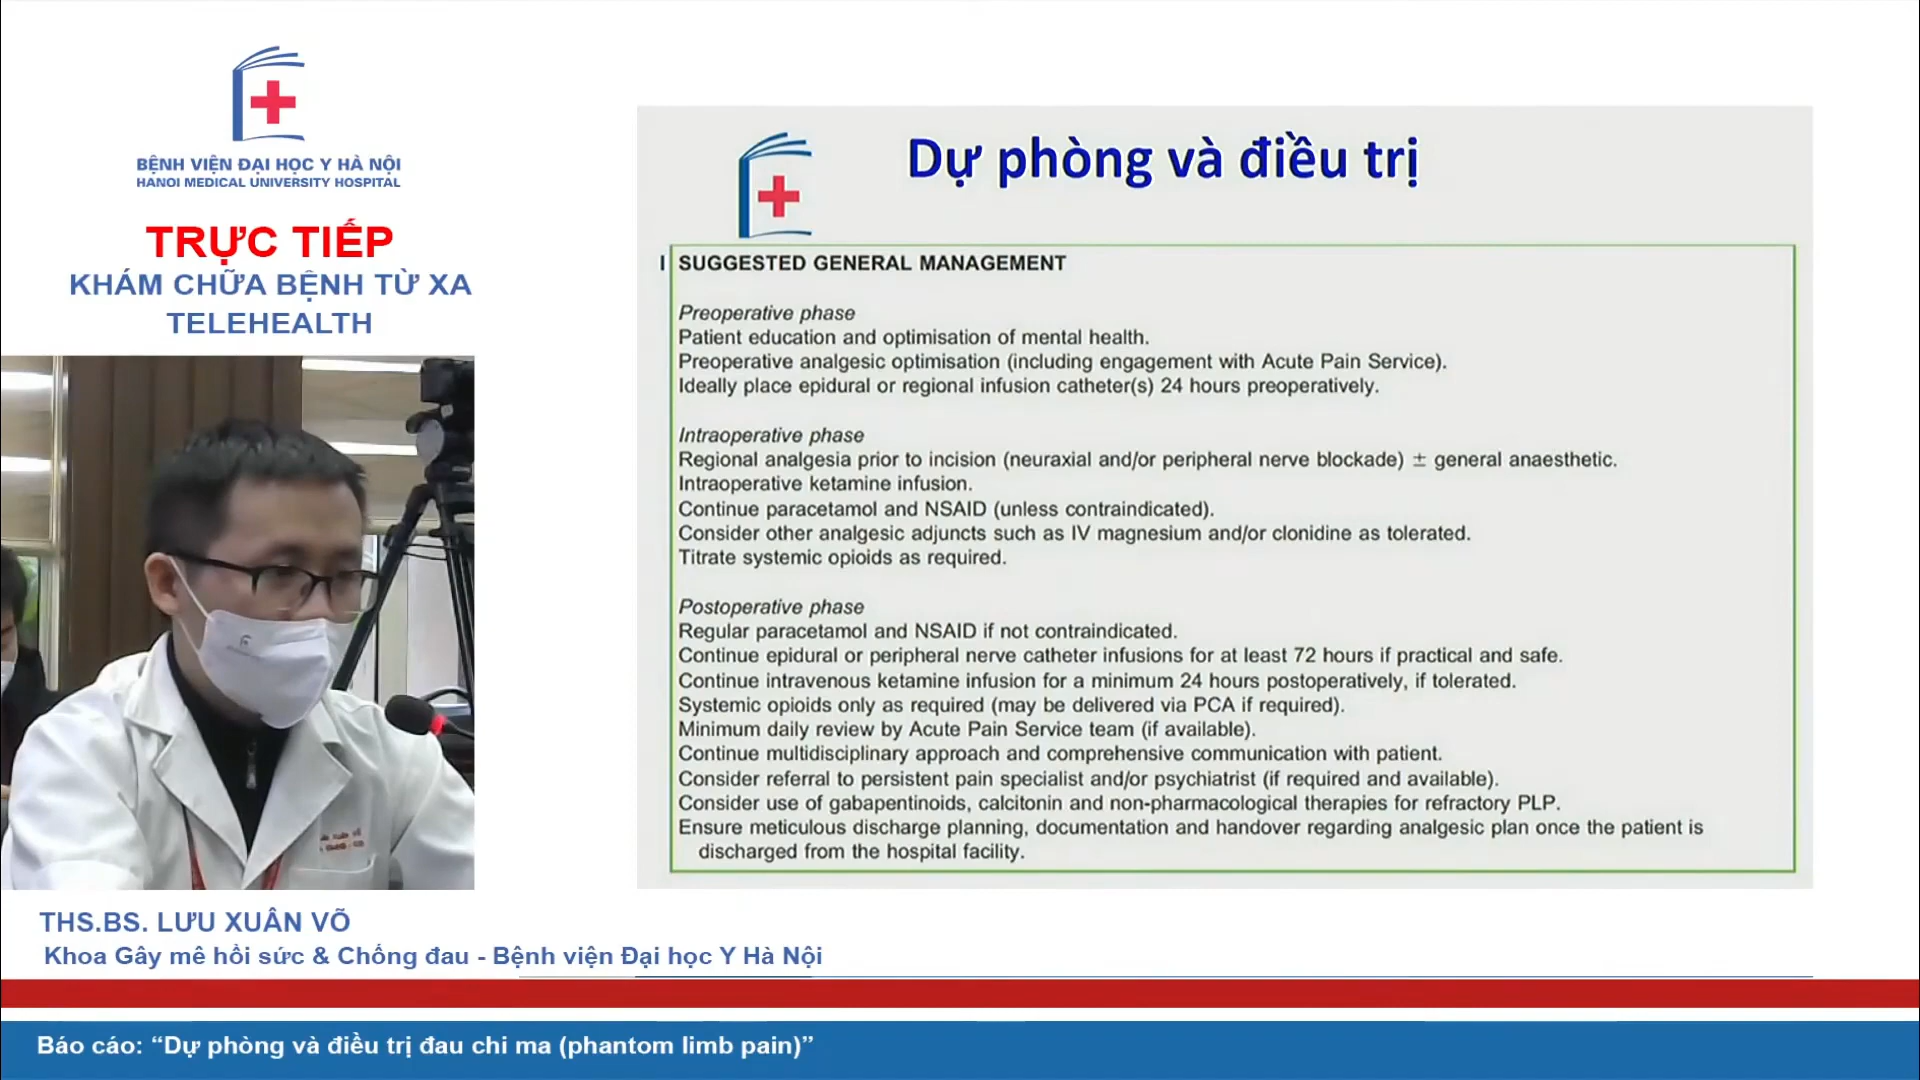 BỆNH VIỆN ĐẠI HỌC Y HÀ NỘI
HANOI MEDICAL UNIVERSITY HOSPITAL
TRỰC TIẾP
KHÁM CHỮA BỆNH TỪ XA
TELEHEALTH
Dự phòng và điều trị
SUGGESTED GENERAL MANAGEMENT
Preoperative phase
Patient education and optimisation of mental health.
Preoperative analgesic optimisation (including engagement with Acute Pain Service).
Ideally place epidural or regional infusion catheter(s) 24 hours preoperatively.
Intraoperative phase
Regional analgesia prior to incision (neuraxial and/or peripheral nerve blockade) ± general anaesthetic.
Intraoperative ketamine infusion.
Continue paracetamol and NSAID (unless contraindicated).
Consider other analgesic adjuncts such as IV magnesium and/or clonidine as tolerated.
Titrate systemic opioids as required.
Postoperative phase
Regular paracetamol and NSAID if not contraindicated.
Continue epidural or peripheral nerve catheter infusions for at least 72 hours if practical and safe.
Continue intravenous ketamine infusion for a minimum 24 hours postoperatively, if tolerated.
Systemic opioids only as required (may be delivered via PCA if required).
Minimum daily review by Acute Pain Service team (if available).
Continue multidisciplinary approach and comprehensive communication with patient.
Consider referral to persistent pain specialist and/or psychiatrist (if required and available).
Consider use of gabapentinoids, calcitonin and non-pharmacological therapies for refractory PLP.
Ensure meticulous discharge planning, documentation and handover regarding analgesic plan once the patient is
discharged from the hospital facility.
THS.BS. LƯU XUÂN VÕ
Khoa Gây mê hồi sức & Chống đau - Bệnh viện Đại học Y Hà Nội
Báo cáo: “Dự phòng và điều trị đau chi ma (phantom limb pain)”